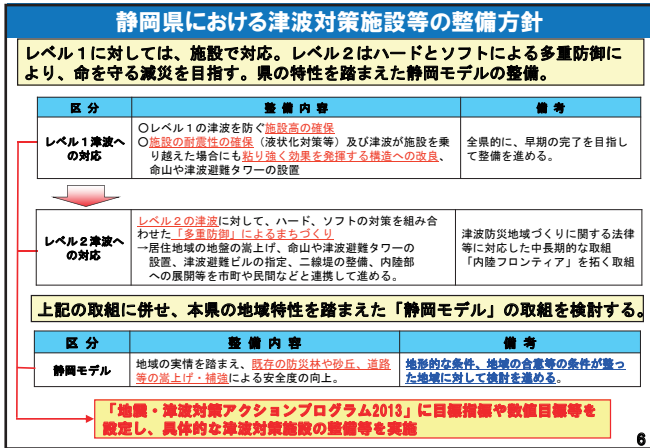 静岡県における津波対策施設等の整備方針
レベル１に対しては、施設で対応。レベル２はハードとソフトによる多重防御に
より、命を守る減災を目指す。県の特性を踏まえた静岡モデルの整備。
区 分
整 備 内 容
備 考
レベル１津波へ
の対応
〇レベル１の津波を防ぐ施設高の確保
〇施設の耐震性の確保（液状化対策等）及び津波が施設を乗
り越えた場合にも粘り強く効果を発揮する構造への改良、
命山や津波避難タワーの設置
全県的に、早期の完了を目指し
て整備を進める。
レベル２津波へ
の対応
レベル２の津波に対して、ハード、ソフトの対策を組み合
わせた「多重防御」によるまちづくり
→居住地域の地盤の嵩上げ、命山や津波避難タワーの
設置、津波避難ビルの指定、二線堤の整備、内陸部
への展開等を市町や民間などと連携して進める。
津波防災地域づくりに関する法律
等に対応した中長期的な取組
「内陸フロンティア」を拓く取組
上記の取組に併せ、本県の地域特性を踏まえた「静岡モデル」の取組を検討する。
区 分
整 備 内 容
備 考
静岡モデル
地域の実情を踏まえ、既存の防災林や砂丘、道路
等の嵩上げ・補強による安全度の向上。
地形的な条件、地域の合意等の条件が整っ
た地域に対して検討を進める。
「地震・津波対策アクションプログラム2013」に目標指標や数値目標等を
設定し、具体的な津波対策施設の整備等を実施
6